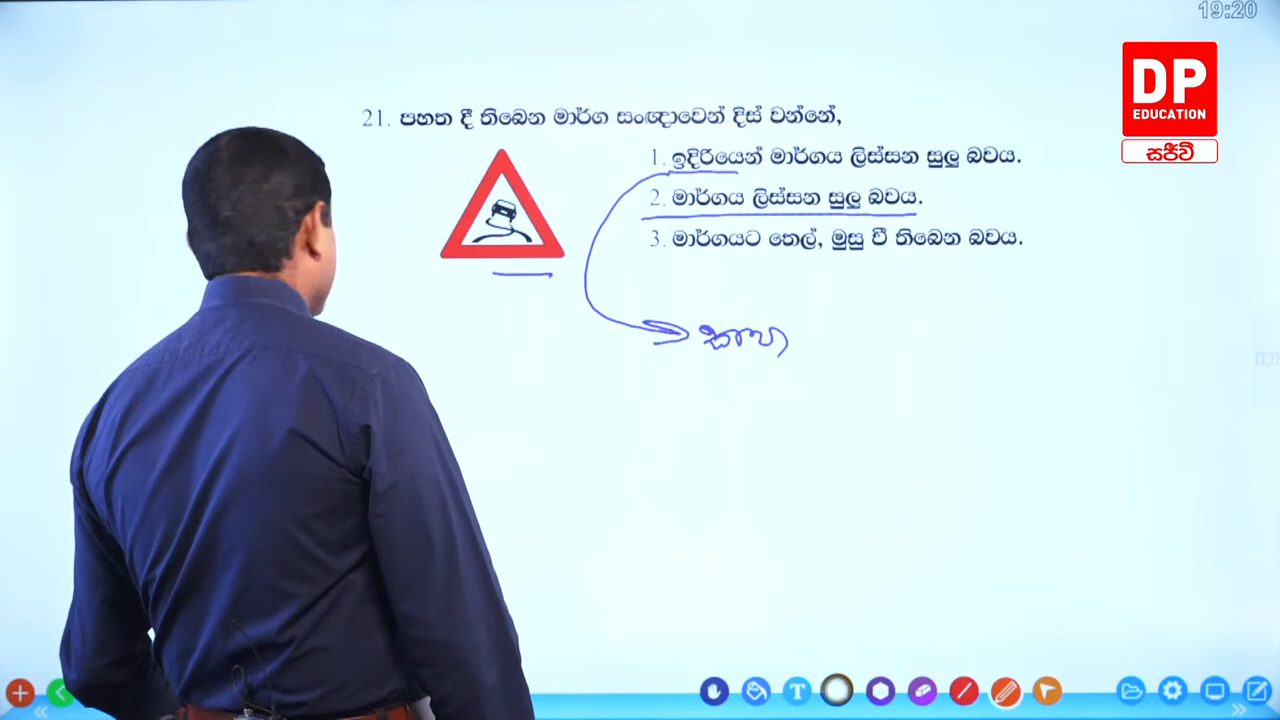 19:20
DP
EDUCATION
සජීවී
21. පහත දී තිබෙන මාර්ග සංඥාවෙන් දිස් වන්නේ,
1. ඉදිරියෙන් මාර්ගය ලිස්සන සුලු බවය.
2. මාර්ගය ලිස්සන සුලු බවය.
3. මාර්ගයට තෙල්, මුසු වී තිබෙන බවය.